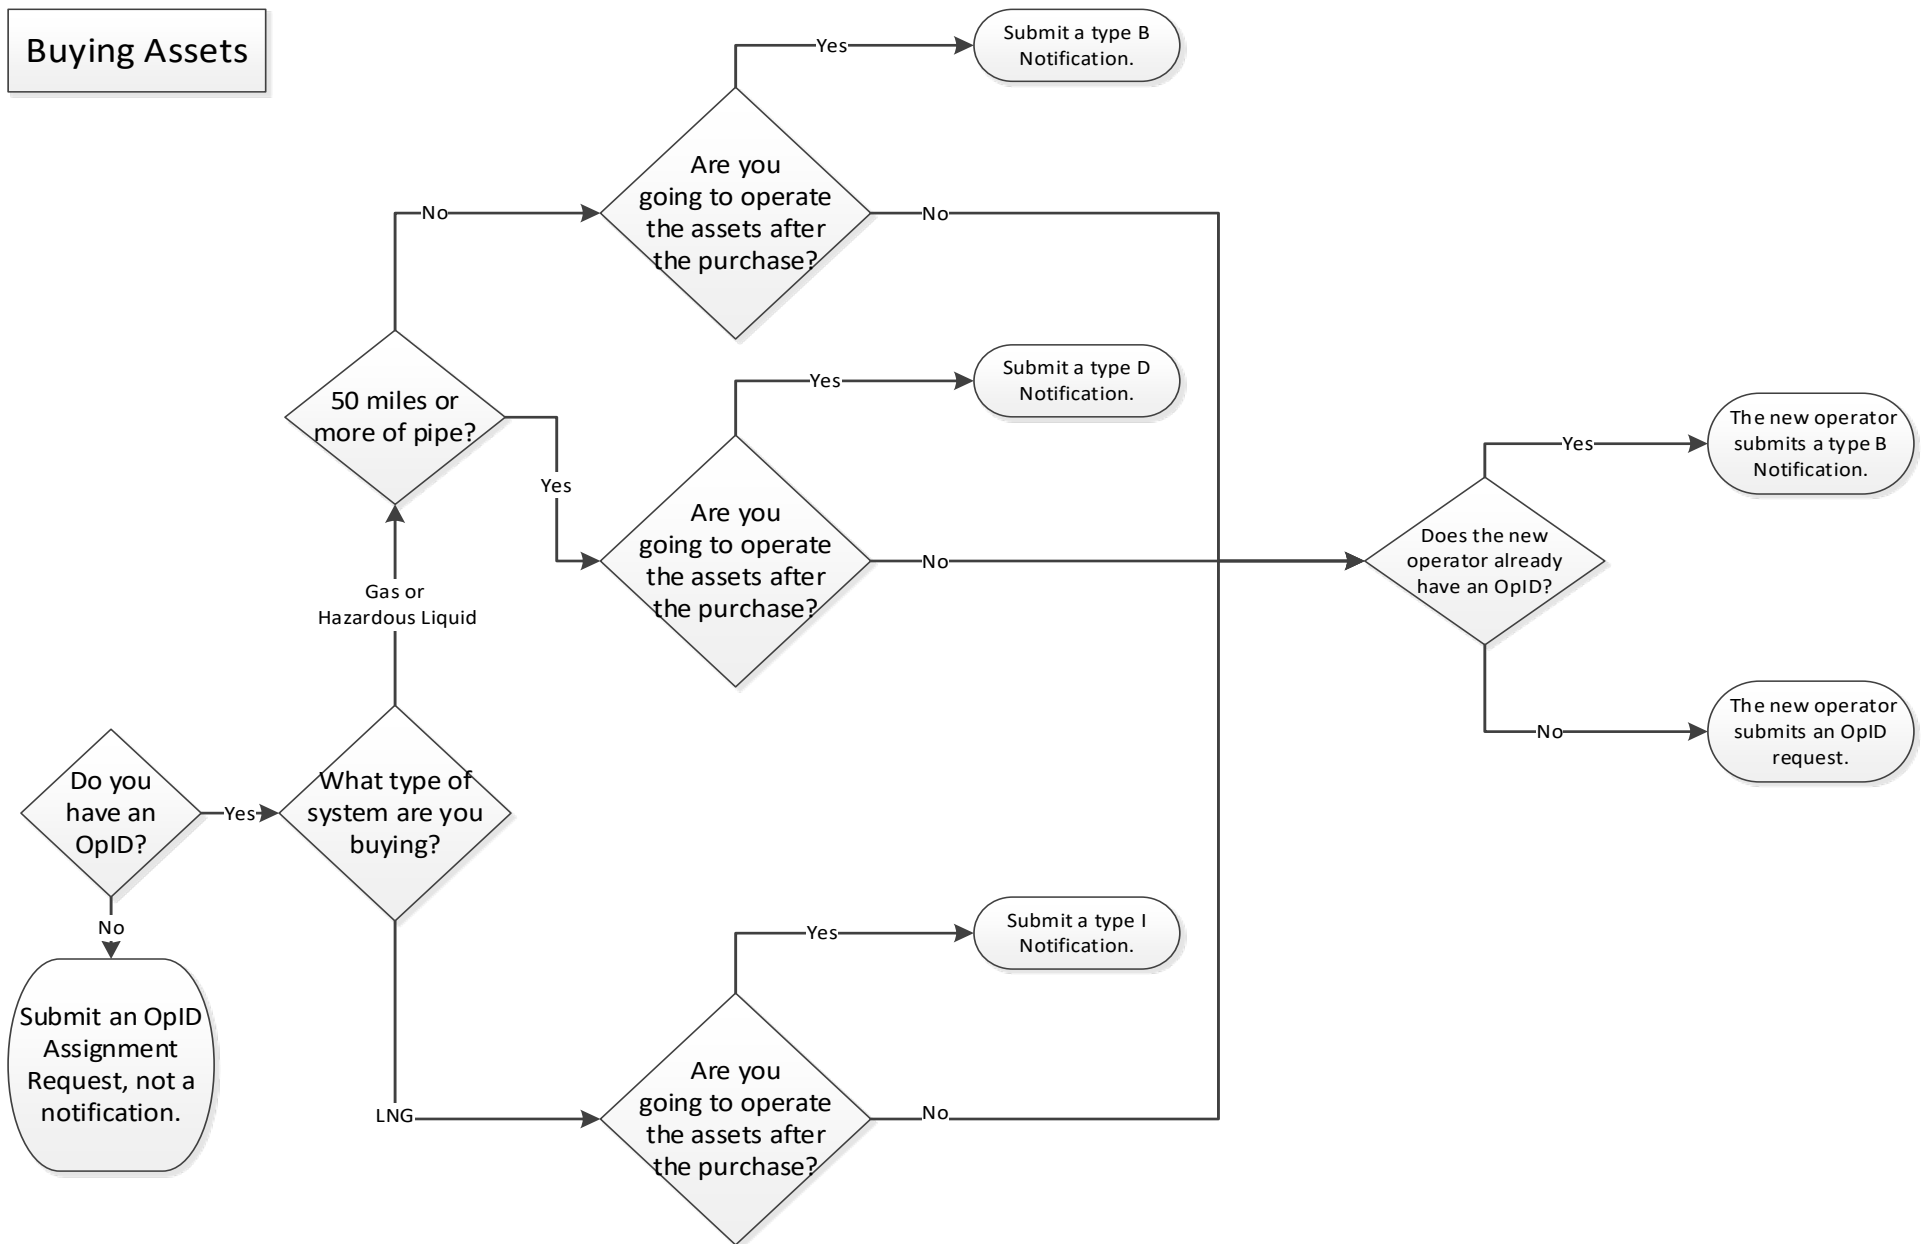 Buying Assets
Yes
Submit a type B
Notification.
Are you
going to operate
the assets after
the purchase?
No
No
50 miles or
more of pipe?
Yes
Yes
Submit a type D
Notification.
Are you
going to operate
the assets after
the purchase?
No
Does the new
operator already
have an OpID?
Yes
The new operator
submits a type B
Notification.
No
The new operator
submits an OpID
request.
Gas or
Hazardous Liquid
Do you
have an
OpID?
Yes
What type of
system are you
buying?
No
Submit an OpID
Assignment
Request, not a
notification.
LNG
Yes
Submit a type I
Notification.
Are you
going to operate
the assets after
the purchase?
No